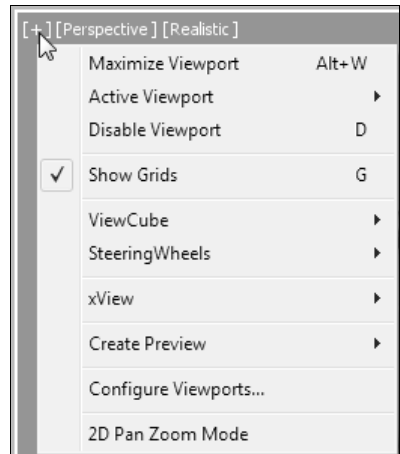 [+][Perspective][Realistic]
Maximize Viewport Alt+W
Active Viewport
Disable Viewport D
Show Grids G
ViewCube
SteeringWheels
xView
Create Preview
Configure Viewports...
2D Pan Zoom Mode